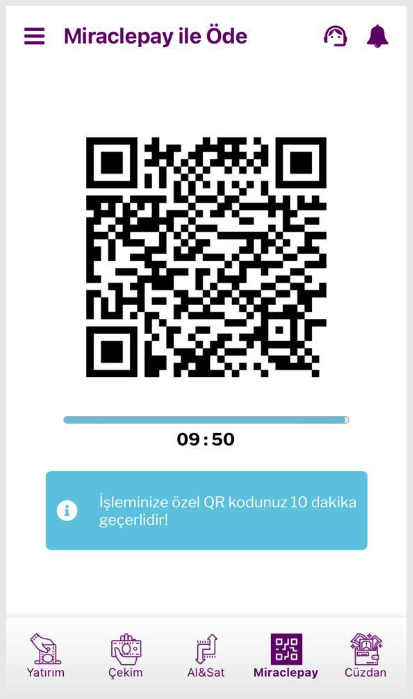 Miraclepay ile Öde
09 : 50
İşleminize özel QR kodunuz 10 dakika
geçerlidir!
Yatırım Çekim Al&Sat Miraclepay Cüzdan